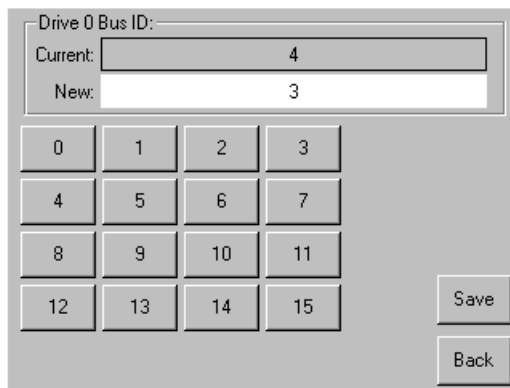 Drive 0 Bus ID:
Current: 4
New: 3
0 1 2 3
4 5 6 7
8 9 10 11
12 13 14 15
Save
Back